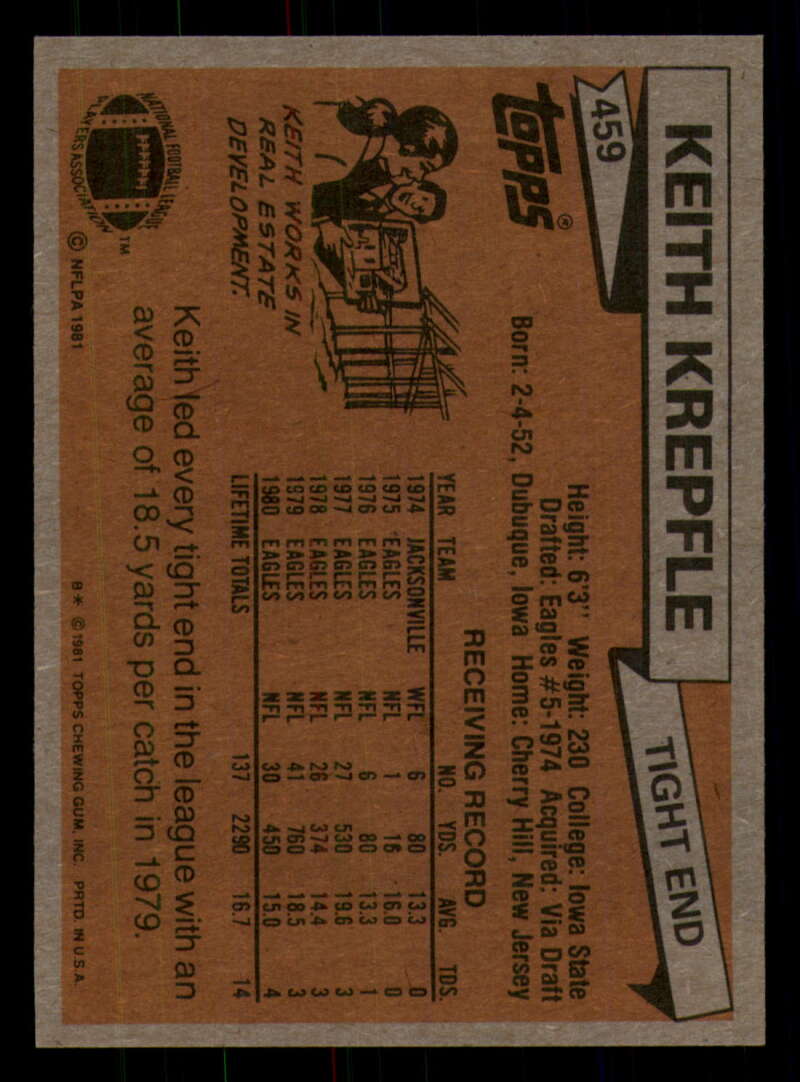 459
KEITH KREPFLE
TIGHT END
topps®
Height: 6'3" Weight: 230 College: Iowa State
Drafted: Eagles #5-1974 Acquired: Via Draft
Born: 2-4-52, Dubuque, Iowa Home: Cherry Hill, New Jersey
RECEIVING RECORD
YEAR TEAM NO. YDS. AVG. TDS.
1974 JACKSONVILLE WFL 6 80 13.3 0
1975 EAGLES NFL 1 16 16.0 0
1976 EAGLES NFL 6 80 13.3 1
1977 EAGLES NFL 27 530 19.6 3
1978 EAGLES NFL 26 374 14.4 3
1979 EAGLES NFL 41 760 18.5 3
1980 EAGLES NFL 30 450 15.0 4
LIFETIME TOTALS 137 2290 16.7 14
KEITH WORKS IN
REAL ESTATE
DEVELOPMENT.
Keith led every tight end in the league with an
average of 18.5 yards per catch in 1979.
NATIONAL FOOTBALL LEAGUE
PLAYERS ASSOCIATION
TM
© NFLPA 1981
B* © 1981 TOPPS CHEWING GUM, INC. PRTD. IN U.S.A.